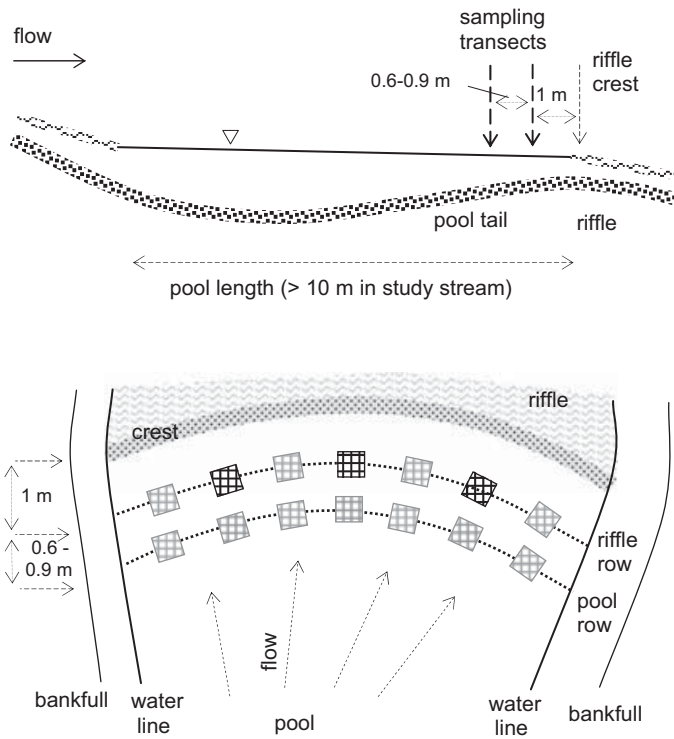 flow
sampling
transects
riffle
crest
0.6-0.9 m
1 m
pool tail
riffle
pool length (> 10 m in study stream)
riffle
crest
1 m
0.6 -
0.9 m
riffle
row
pool
row
flow
bankfull
water
line
pool
water
line
bankfull